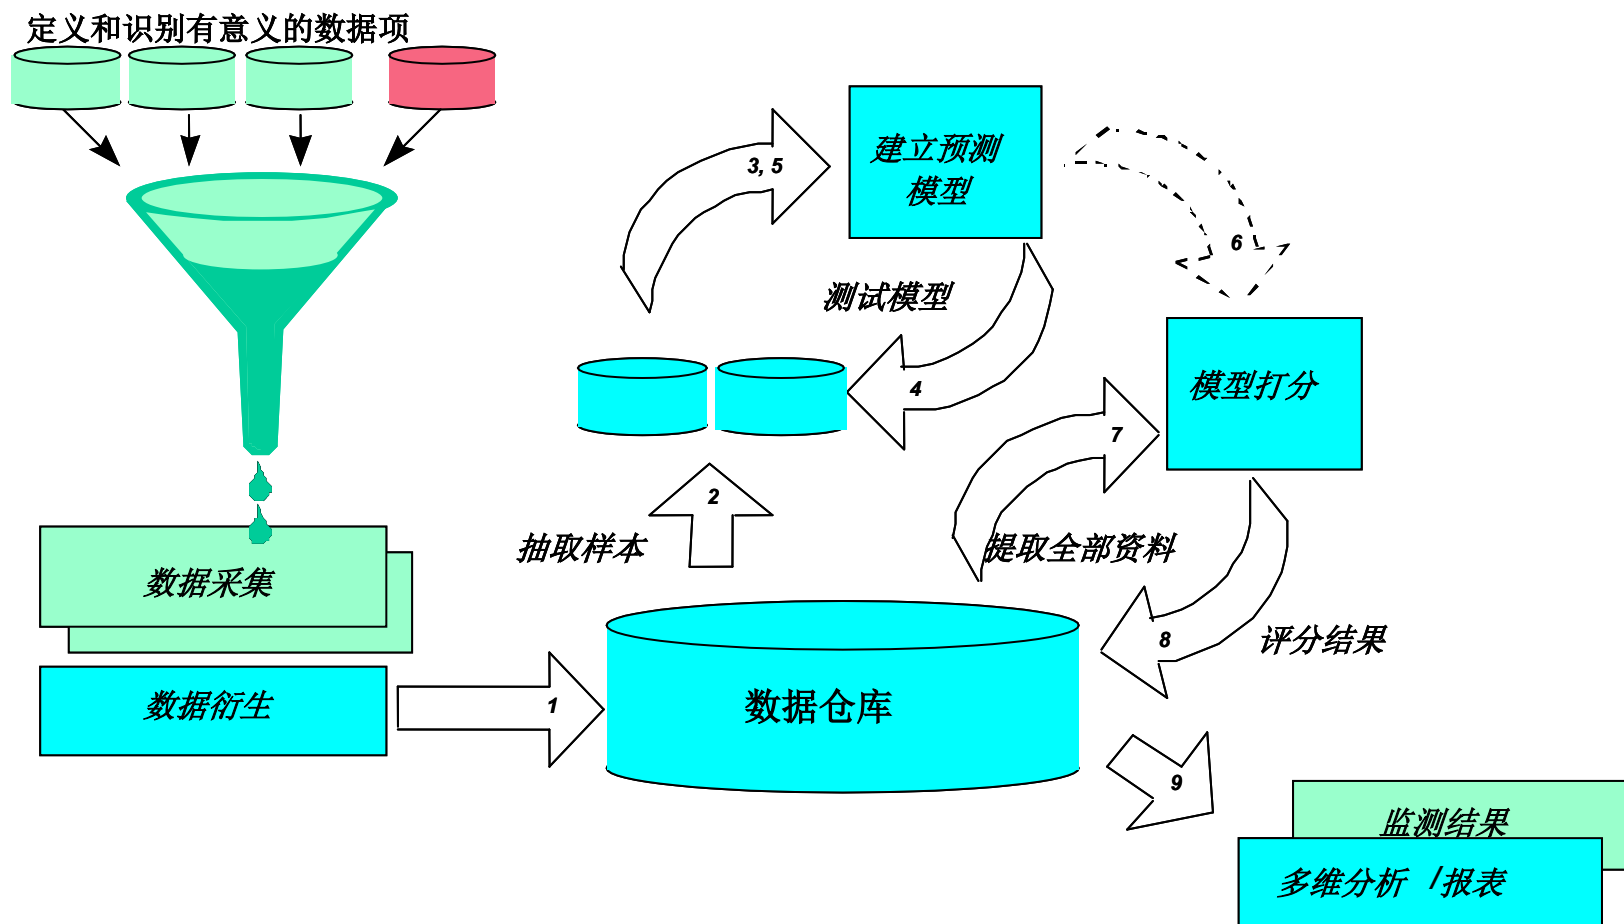 定义和识别有意义的数据项
3, 5
建立预测
模型
6
测试模型
4
模型打分
7
2
抽取样本
提取全部资料
数据采集
8
评分结果
数据衍生
1
数据仓库
9
监测结果
多维分析 /报表